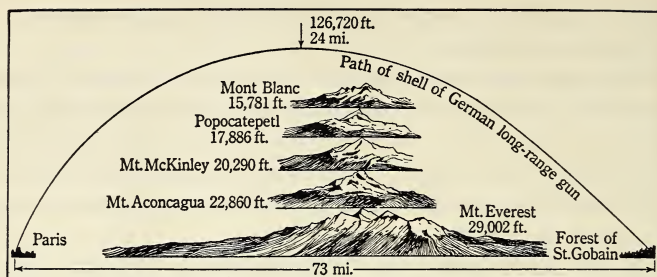 126,720 ft.
24 mi.
Path of shell of German long-range gun
Mont Blanc
15,781 ft.
Popocatepetl
17,886 ft.
Mt. McKinley 20,290 ft.
Mt. Aconcagua 22,860 ft.
Mt. Everest
29,002 ft.
Paris
Forest of
St. Gobain
73 mi.